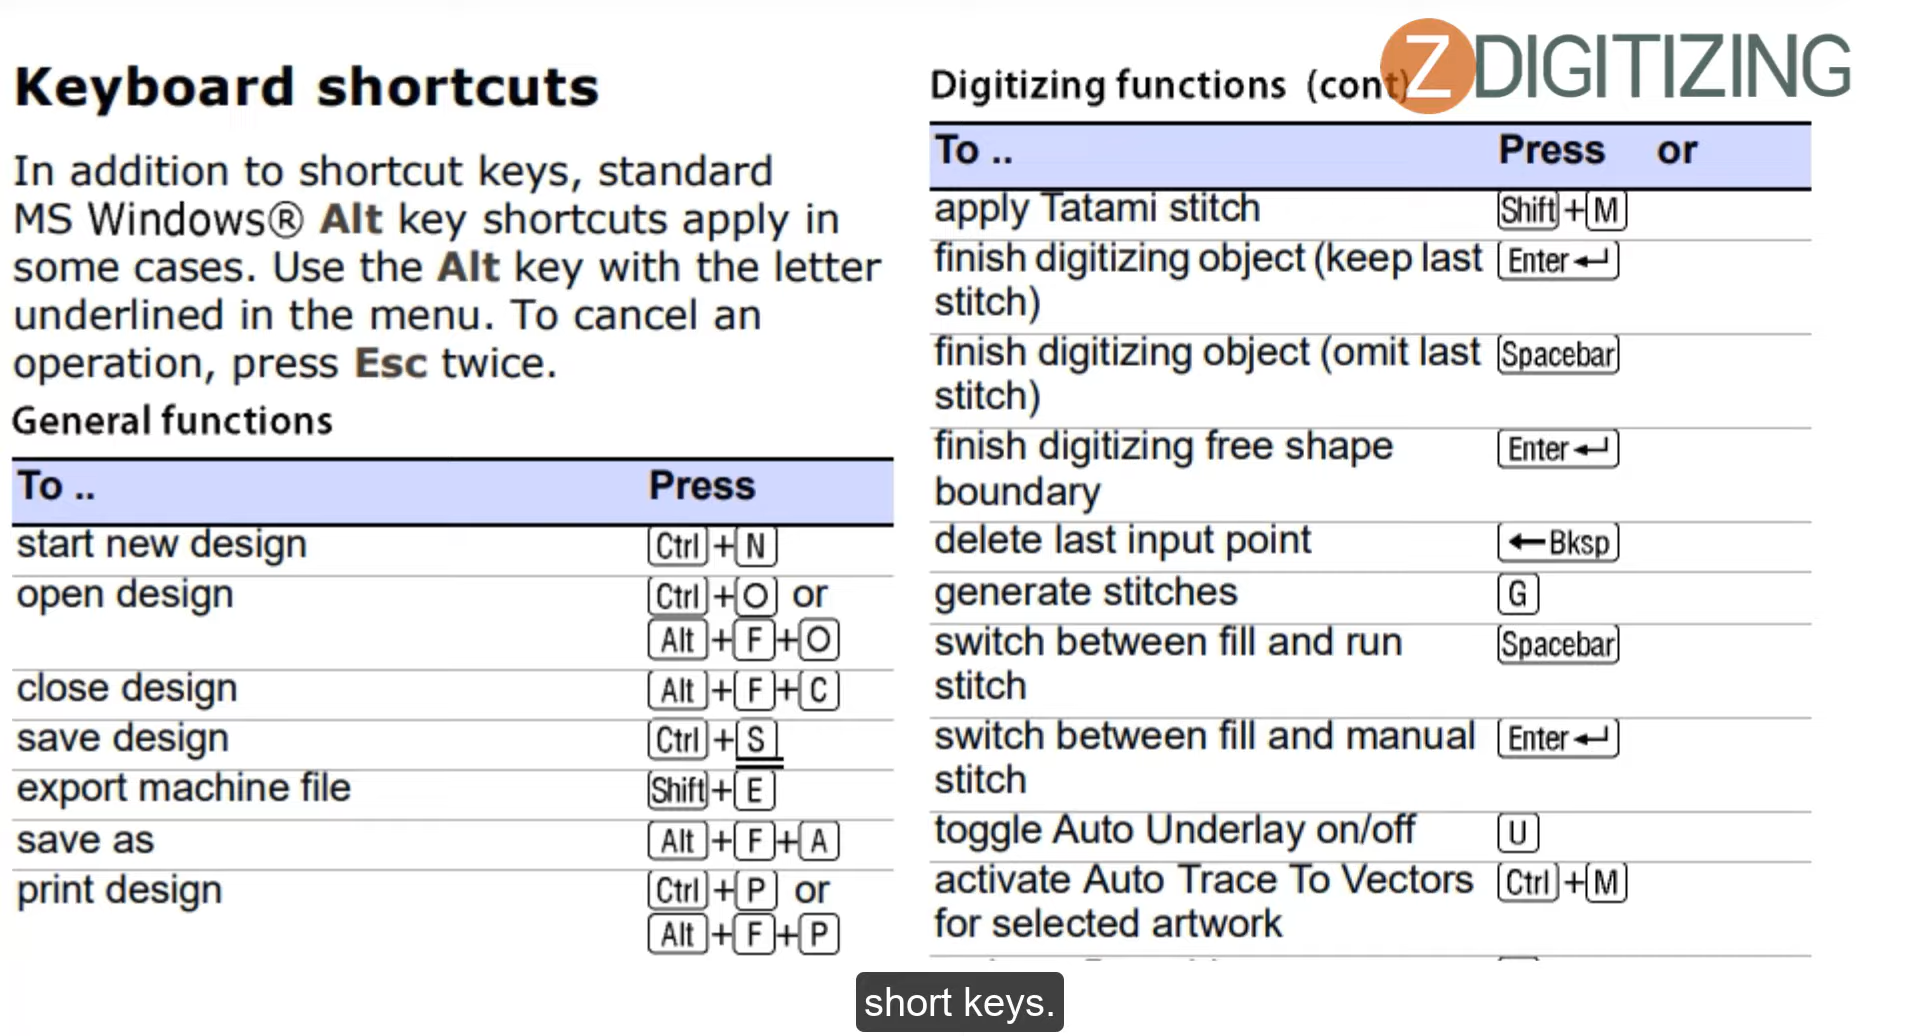 Keyboard shortcuts
In addition to shortcut keys, standard
MS Windows® Alt key shortcuts apply in
some cases. Use the Alt key with the letter
underlined in the menu. To cancel an
operation, press Esc twice.
General functions
To .. Press
start new design Ctrl+N
open design Ctrl+O or
Alt+F+O
close design Alt+F+C
save design Ctrl+S
export machine file Shift+E
save as Alt+F+A
print design Ctrl+P or
Alt+F+P
Digitizing functions (cont)
Z DIGITIZING
To .. Press or
apply Tatami stitch Shift+M
finish digitizing object (keep last Enter↵
stitch)
finish digitizing object (omit last Spacebar
stitch)
finish digitizing free shape Enter↵
boundary
delete last input point ←Bksp
generate stitches G
switch between fill and run Spacebar
stitch
switch between fill and manual Enter↵
stitch
toggle Auto Underlay on/off U
activate Auto Trace To Vectors Ctrl+M
for selected artwork
short keys.